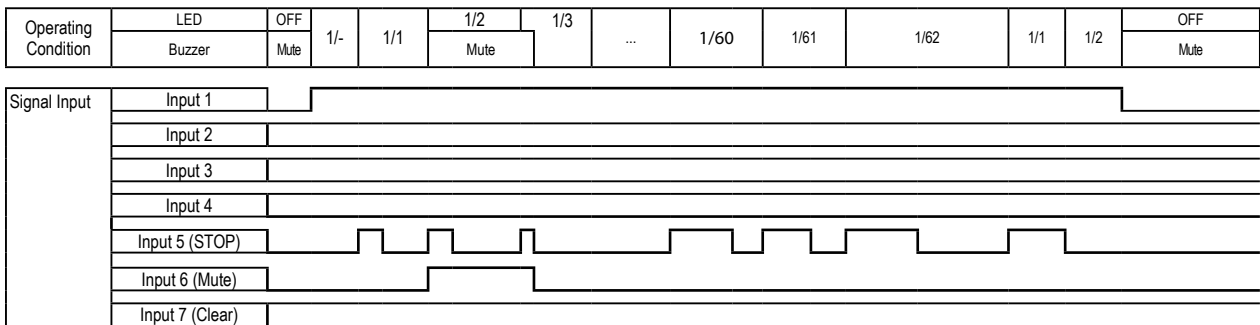 Operating Condition LED OFF 1/- 1/1 1/2 1/3 ... 1/60 1/61 1/62 1/1 1/2 OFF
Buzzer Mute Mute Mute
Signal Input Input 1
Input 2
Input 3
Input 4
Input 5 (STOP)
Input 6 (Mute)
Input 7 (Clear)